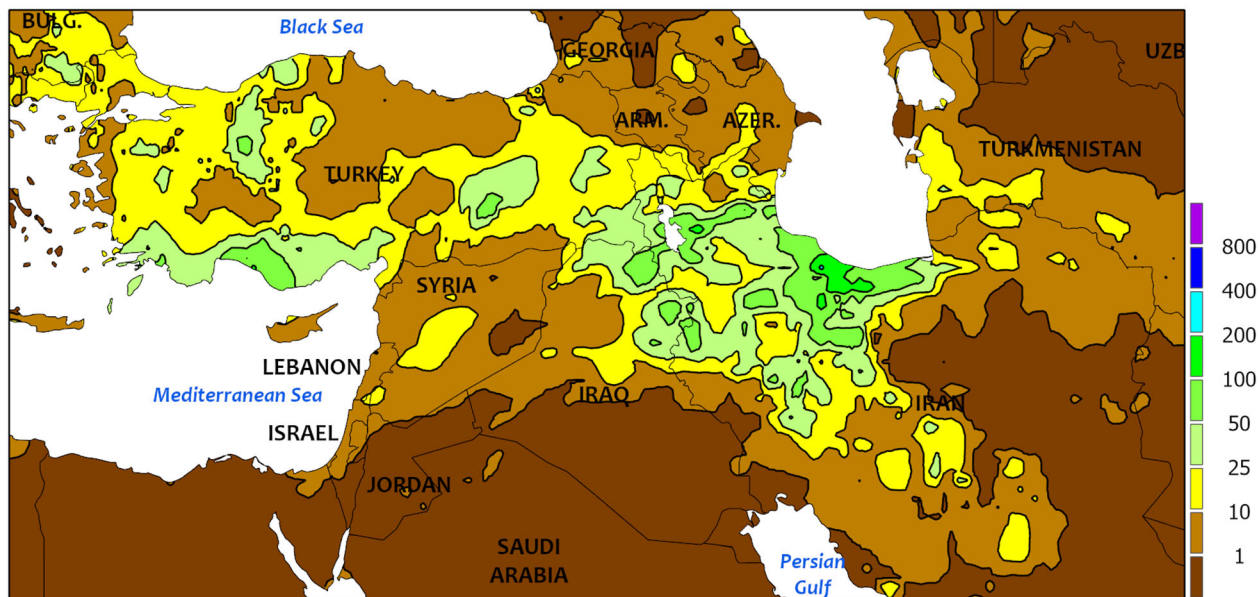 BULG.
Black Sea
GEORGIA
UZB
ARM.
AZER.
TURKEY
TURKMENISTAN
SYRIA
LEBANON
Mediterranean Sea
ISRAEL
IRAQ
IRAN
JORDAN
SAUDI
ARABIA
Persian
Gulf
800
400
200
100
50
25
10
1